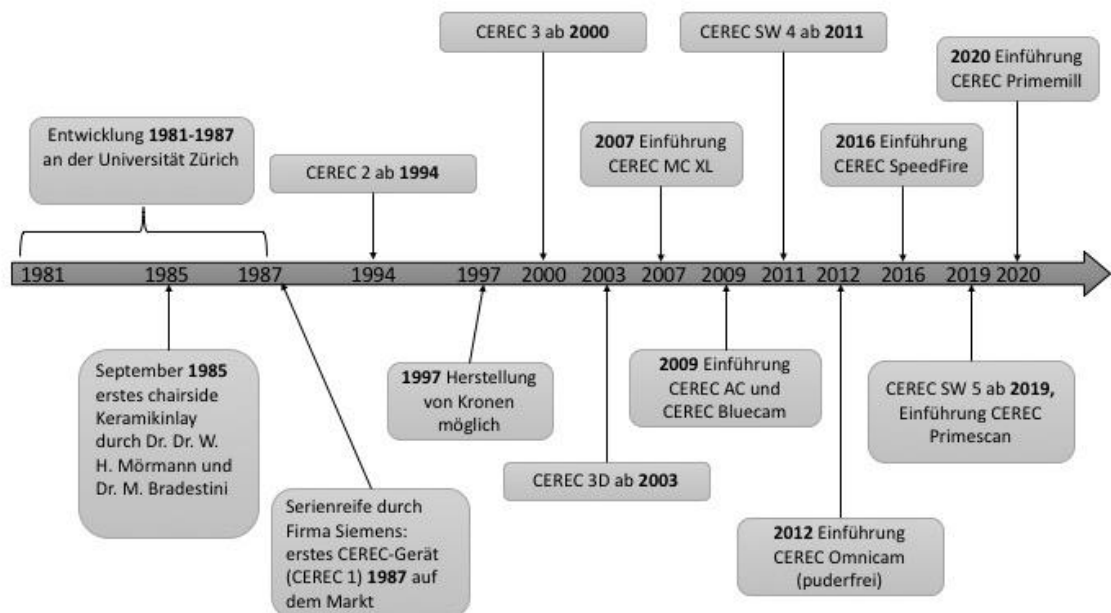 CEREC 3 ab 2000
CEREC SW 4 ab 2011
2020 Einführung
CEREC Primemill
Entwicklung 1981-1987
an der Universität Zürich
CEREC 2 ab 1994
2007 Einführung
CEREC MC XL
2016 Einführung
CEREC SpeedFire
1981 1985 1987 1994 1997 2000 2003 2007 2009 2011 2012 2016 2019 2020
September 1985
erstes chairside
Keramikinlay
durch Dr. Dr. W.
H. Mörmann und
Dr. M. Bradestini
Serienreife durch
Firma Siemens:
erstes CEREC-Gerät
(CEREC 1) 1987 auf
dem Markt
1997 Herstellung
von Kronen
möglich
CEREC 3D ab 2003
2009 Einführung
CEREC AC und
CEREC Bluecam
2012 Einführung
CEREC Omnicam
(puderfrei)
CEREC SW 5 ab 2019,
Einführung CEREC
Primescan